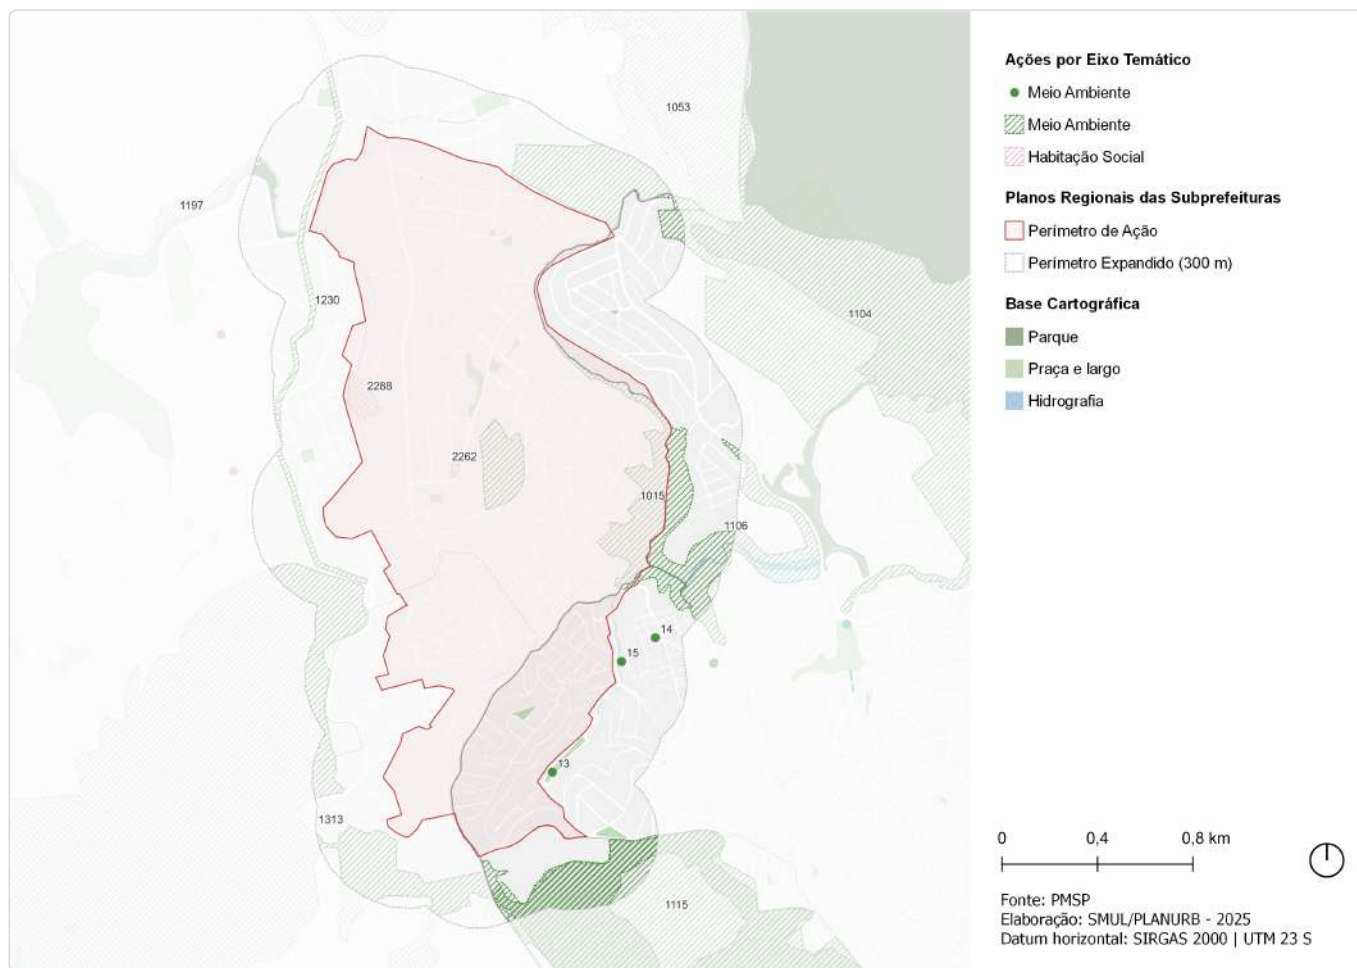 1053
1197
1230
1104
2288
2262
1015
1106
14
15
13
1313
1115
Ações por Eixo Temático
Meio Ambiente
Meio Ambiente
Habitação Social
Planos Regionais das Subprefeituras
Perímetro de Ação
Perímetro Expandido (300 m)
Base Cartográfica
Parque
Praça e largo
Hidrografia
0 0,4 0,8 km
Fonte: PMSP
Elaboração: SMUL/PLANURB - 2025
Datum horizontal: SIRGAS 2000 | UTM 23 S